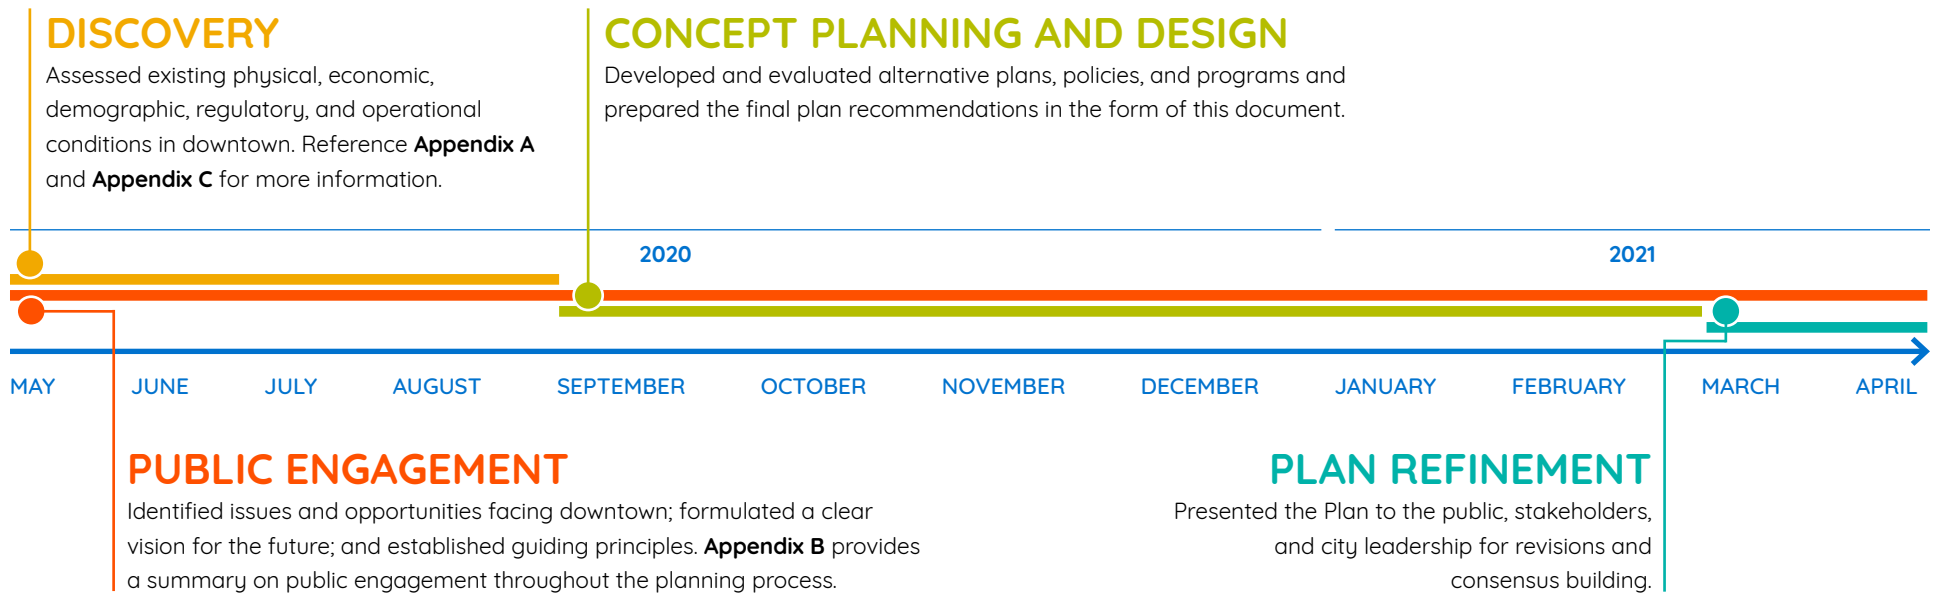 DISCOVERY
Assessed existing physical, economic,
demographic, regulatory, and operational
conditions in downtown. Reference Appendix A
and Appendix C for more information.
CONCEPT PLANNING AND DESIGN
Developed and evaluated alternative plans, policies, and programs and
prepared the final plan recommendations in the form of this document.
2020
2021
MAY JUNE JULY AUGUST SEPTEMBER OCTOBER NOVEMBER DECEMBER JANUARY FEBRUARY MARCH APRIL
PUBLIC ENGAGEMENT
Identified issues and opportunities facing downtown; formulated a clear
vision for the future; and established guiding principles. Appendix B provides
a summary on public engagement throughout the planning process.
PLAN REFINEMENT
Presented the Plan to the public, stakeholders,
and city leadership for revisions and
consensus building.